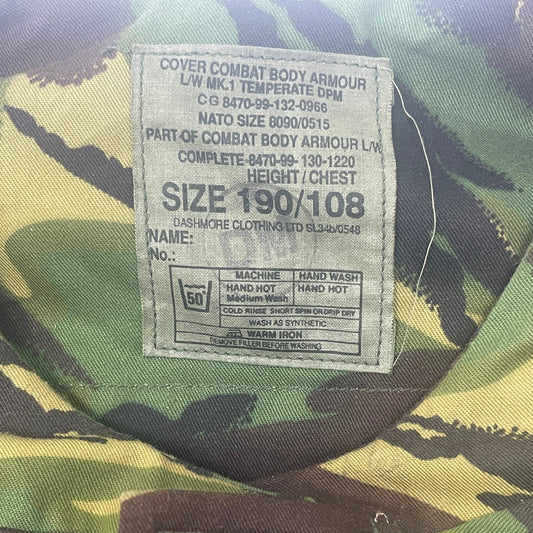 COVER COMBAT BODY ARMOUR
L/W MK.1 TEMPERATE DPM
CG 8470-99-132-0966
NATO SIZE 8090/0515
PART OF COMBAT BODY ARMOUR L/W
COMPLETE 8470-99-130-1220
HEIGHT/CHEST
SIZE 190/108
DASHMORE CLOTHING LTD SL34b/0548
NAME:
No.:
MACHINE HAND WASH
50° HAND HOT HAND HOT
Medium Wash
COLD RINSE SHORT SPIN OR DRIP DRY
WASH AS SYNTHETIC
WARM IRON
REMOVE FILLER BEFORE WASHING